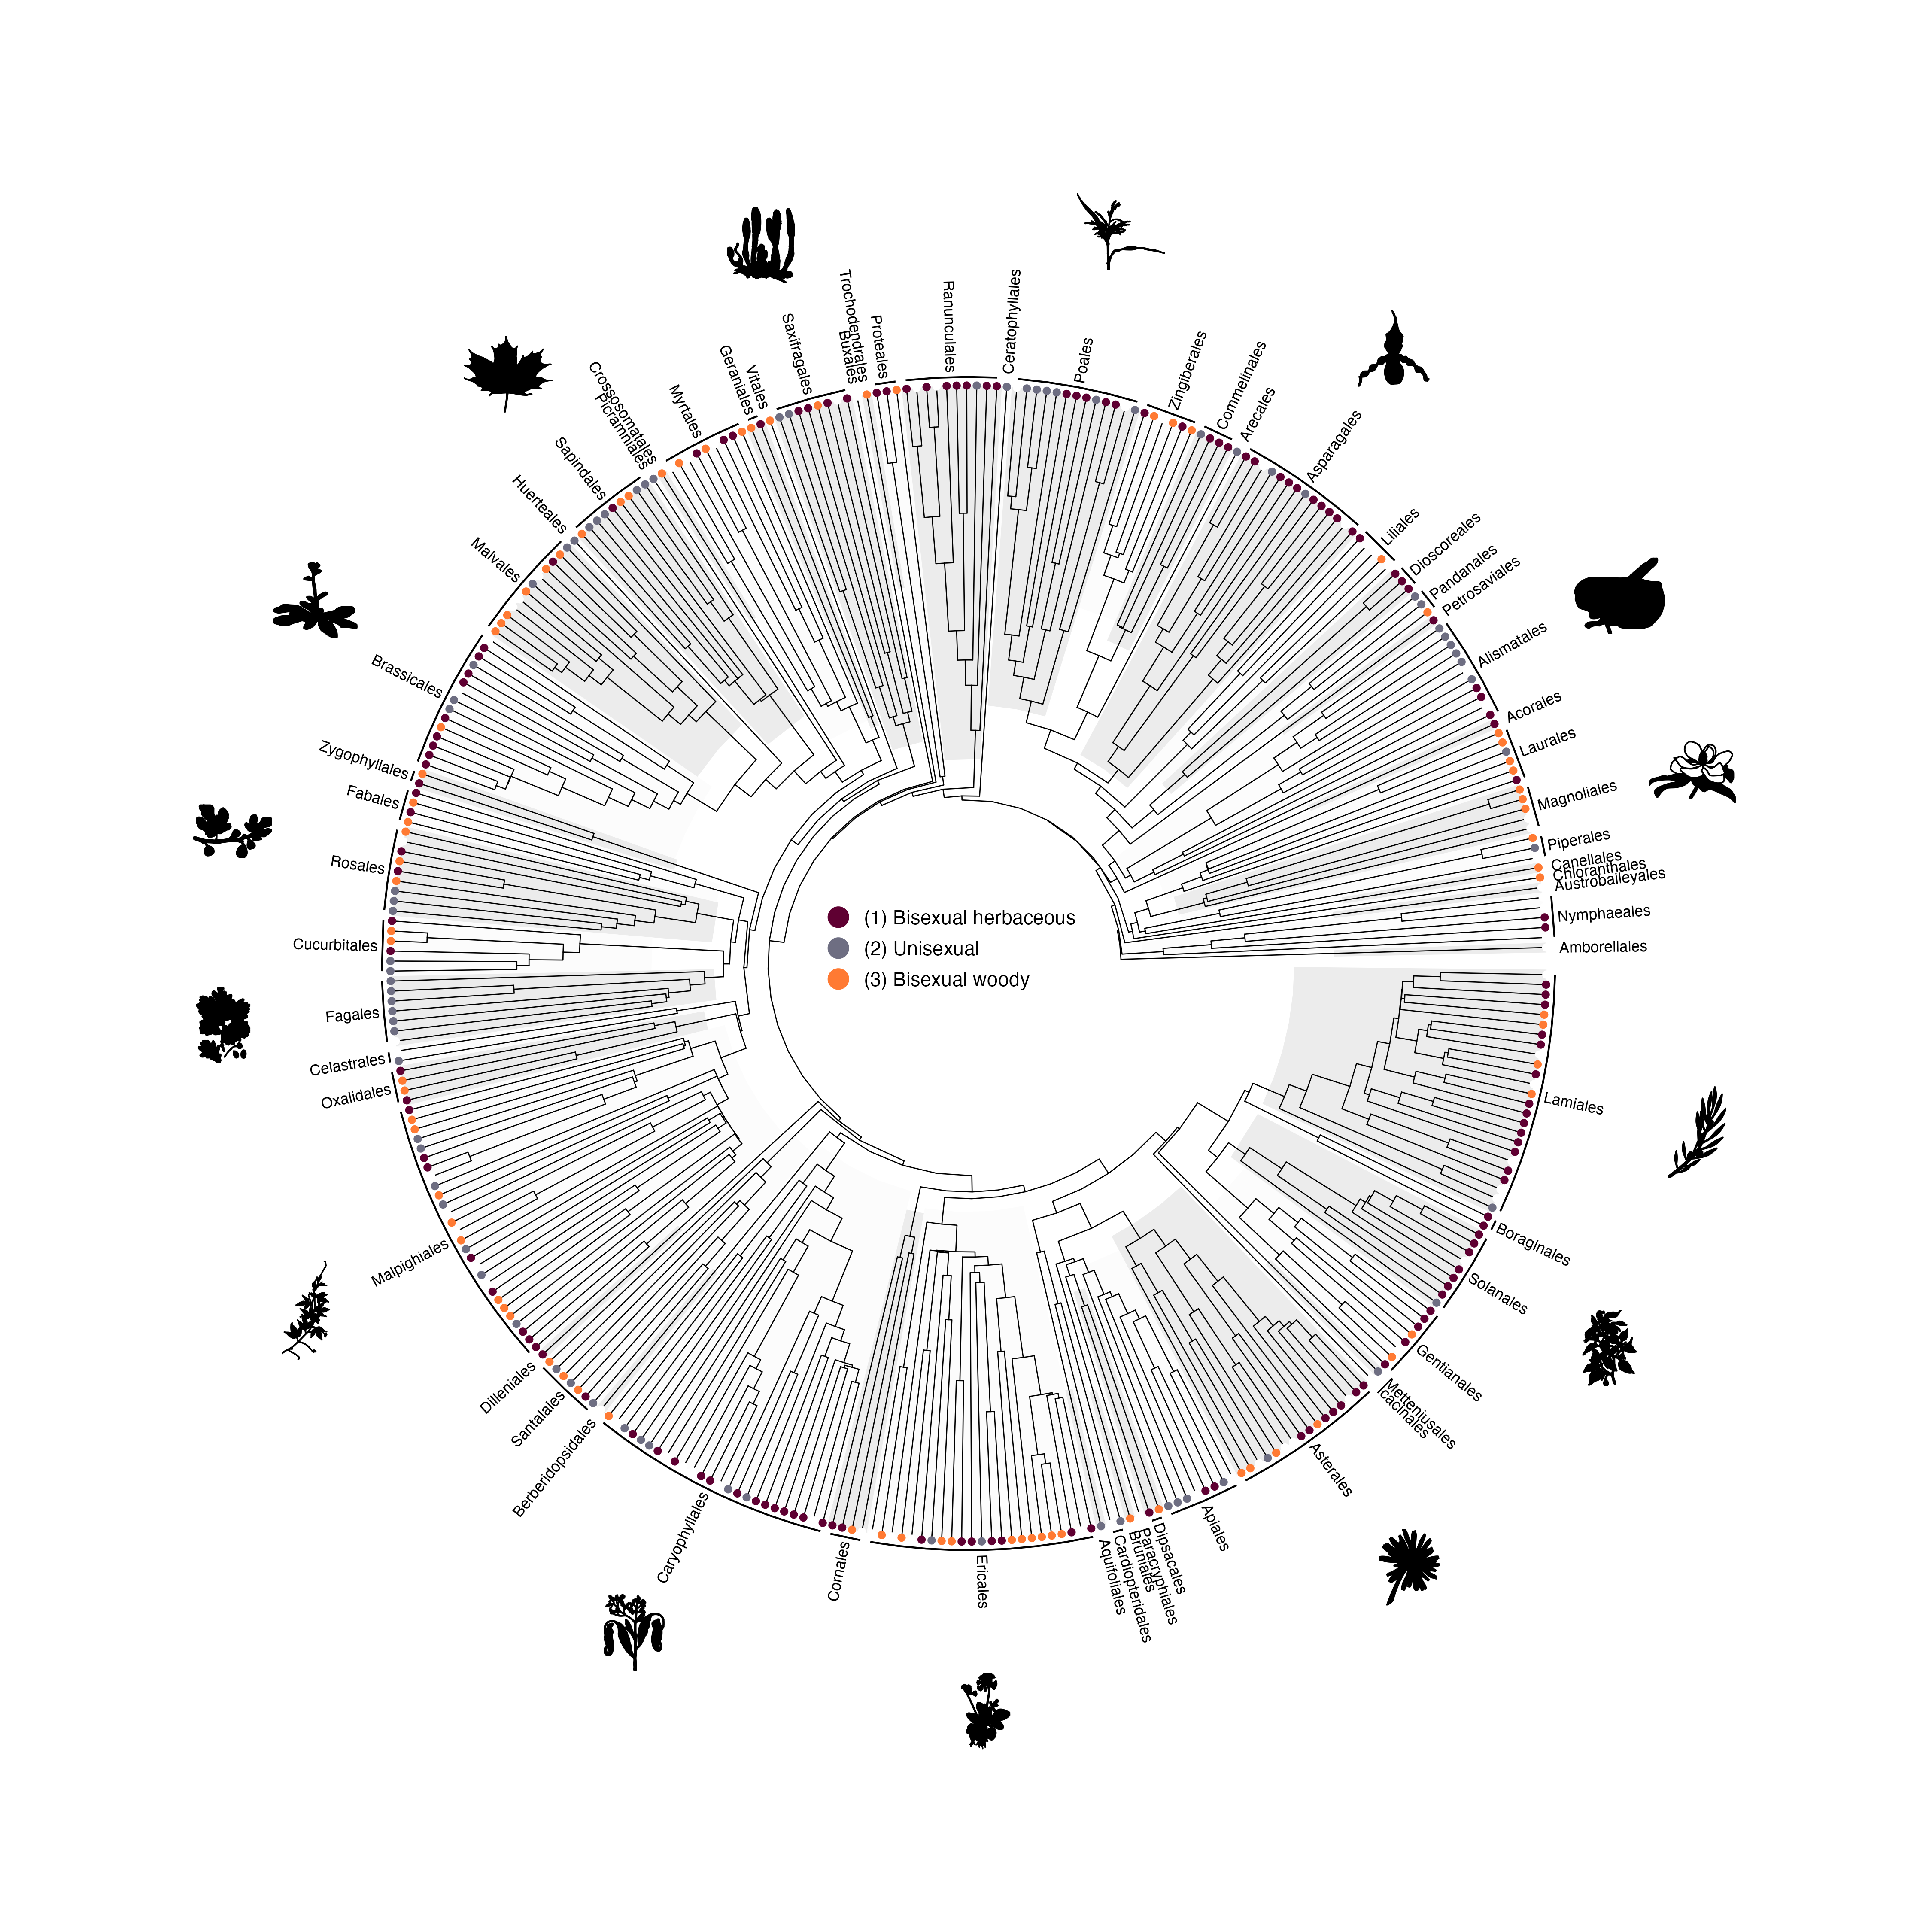 Ceratophyllales
Poales
Zingiberales
Commelinales
Arecales
Asparagales
Liliales
Dioscoreales
Pandanales
Petrosaviales
Alismatales
Acorales
Laurales
Magnoliales
Piperales
Canellales
Chloranthales
Austrobaileyales
Nymphaeales
Amborellales
Lamiales
Boraginales
Solanales
Gentianales
Metteniusales
Icacinales
Asterales
Apiales
Dipsacales
Paracryphiales
Bruniales
Cardiopteridales
Aquifoliales
Ericales
Cornales
Caryophyllales
Berberidopsidales
Santalales
Dilleniales
Malpighiales
Oxalidales
Celastrales
Fagales
Cucurbitales
Rosales
Fabales
Zygophyllales
Brassicales
Malvales
Huerteales
Sapindales
Picramniales
Crossosomatales
Myrtales
Geraniales
Vitales
Saxifragales
Buxales
Trochodendrales
Proteales
Ranunculales
(1) Bisexual herbaceous
(2) Unisexual
(3) Bisexual woody